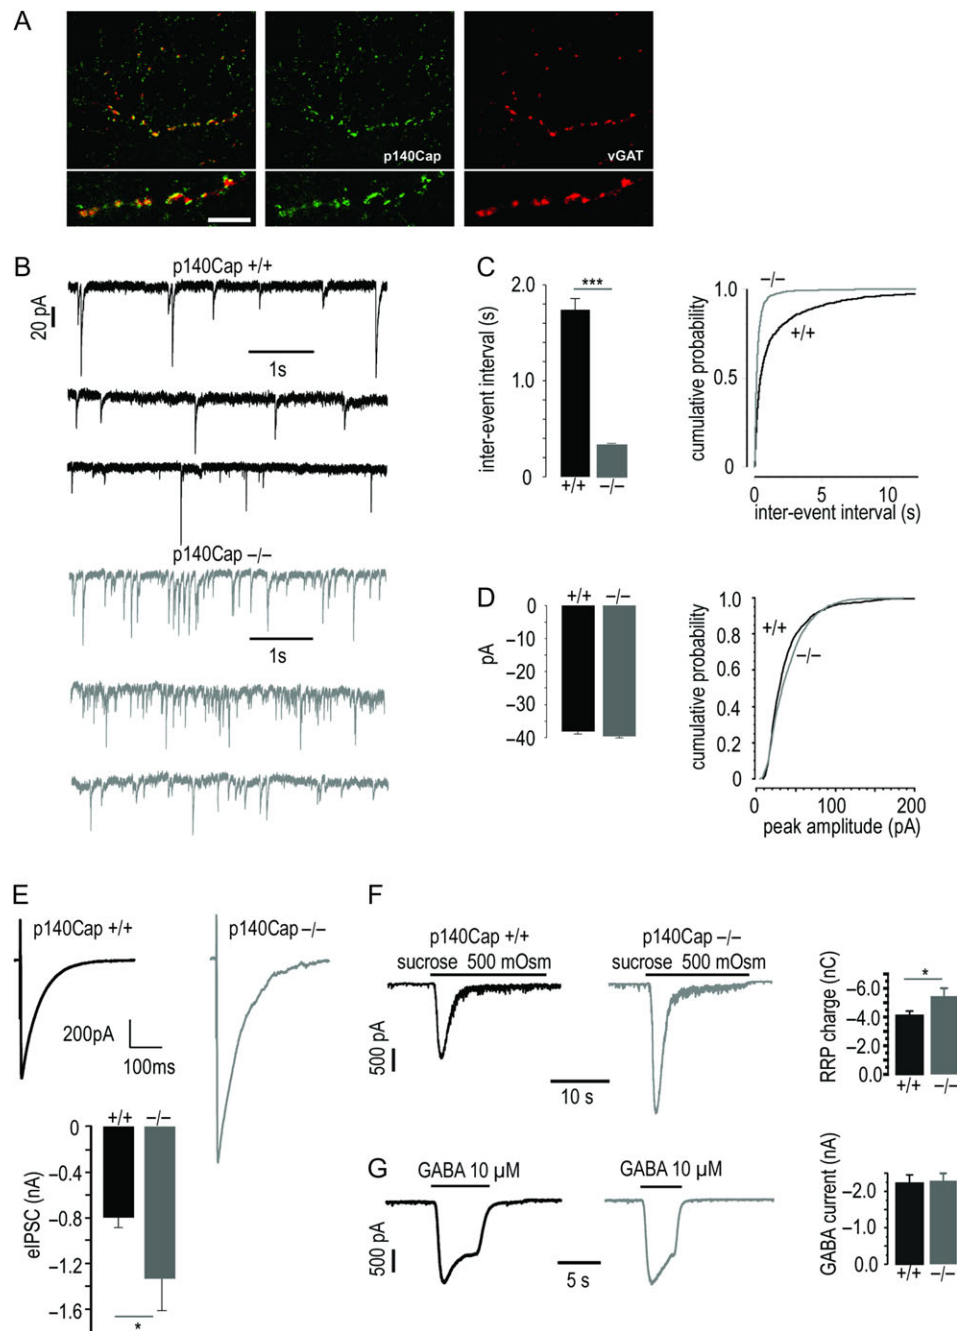 A
p140Cap
vGAT
B
p140Cap +/+
20 pA
1s
p140Cap –/–
1s
C
inter-event interval (s)
2.0
1.0
0
***
+/+
–/–
cumulative probability
1.0
0.5
0
–/–
+/+
0
5
10
inter-event interval (s)
D
+/+
–/–
pA
0
–10
–20
–30
–40
cumulative probability
1.0
0.8
0.6
0.4
0.2
0
+/+
–/–
0
100
200
peak amplitude (pA)
E
p140Cap +/+
p140Cap –/–
200pA
100ms
+/+
–/–
eIPSC (nA)
0
–0.4
–0.8
–1.2
–1.6
*
F
p140Cap +/+
sucrose 500 mOsm
p140Cap –/–
sucrose 500 mOsm
500 pA
10 s
RRP charge (nC)
–6.0
–4.0
–2.0
0.0
*
+/+
–/–
G
GABA 10 µM
GABA 10 µM
500 pA
5 s
GABA current (nA)
–2.0
–1.0
0.0
+/+
–/–